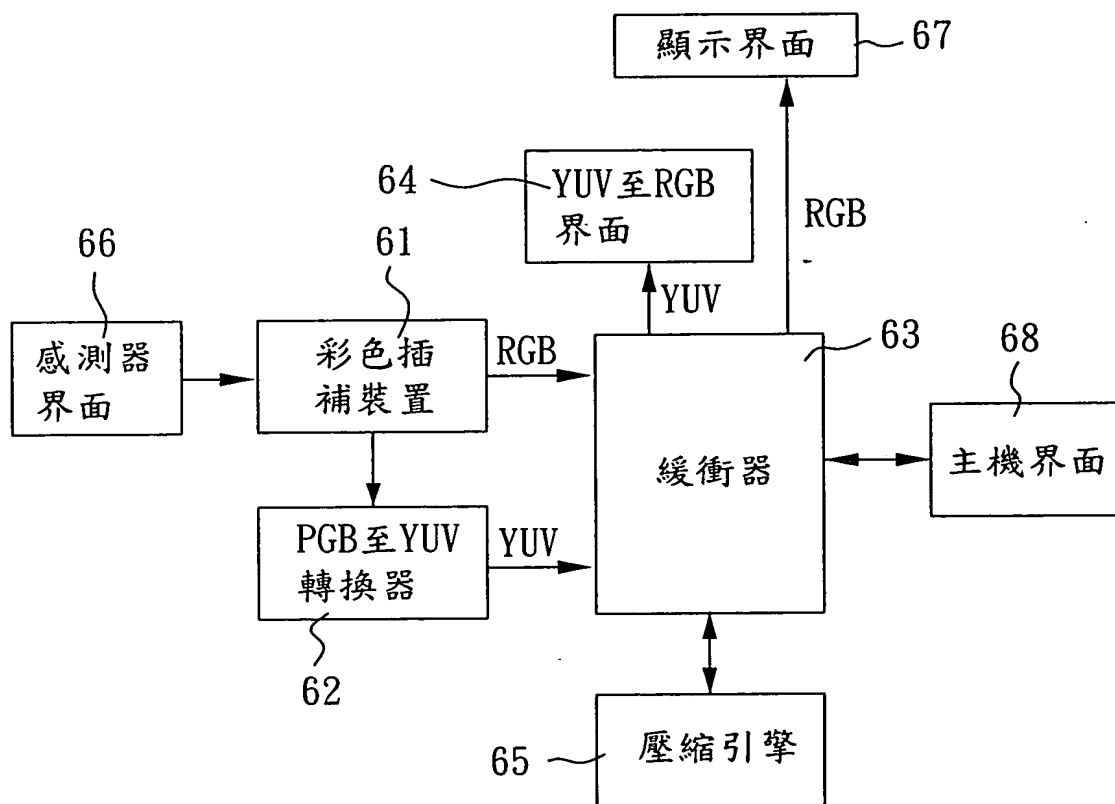 顯示界面
67
64
YUV至RGB
界面
RGB
66
61
YUV
63
68
感測器
界面
彩色插
補裝置
RGB
緩衝器
主機界面
PGB至YUV
轉換器
YUV
62
65
壓縮引擎